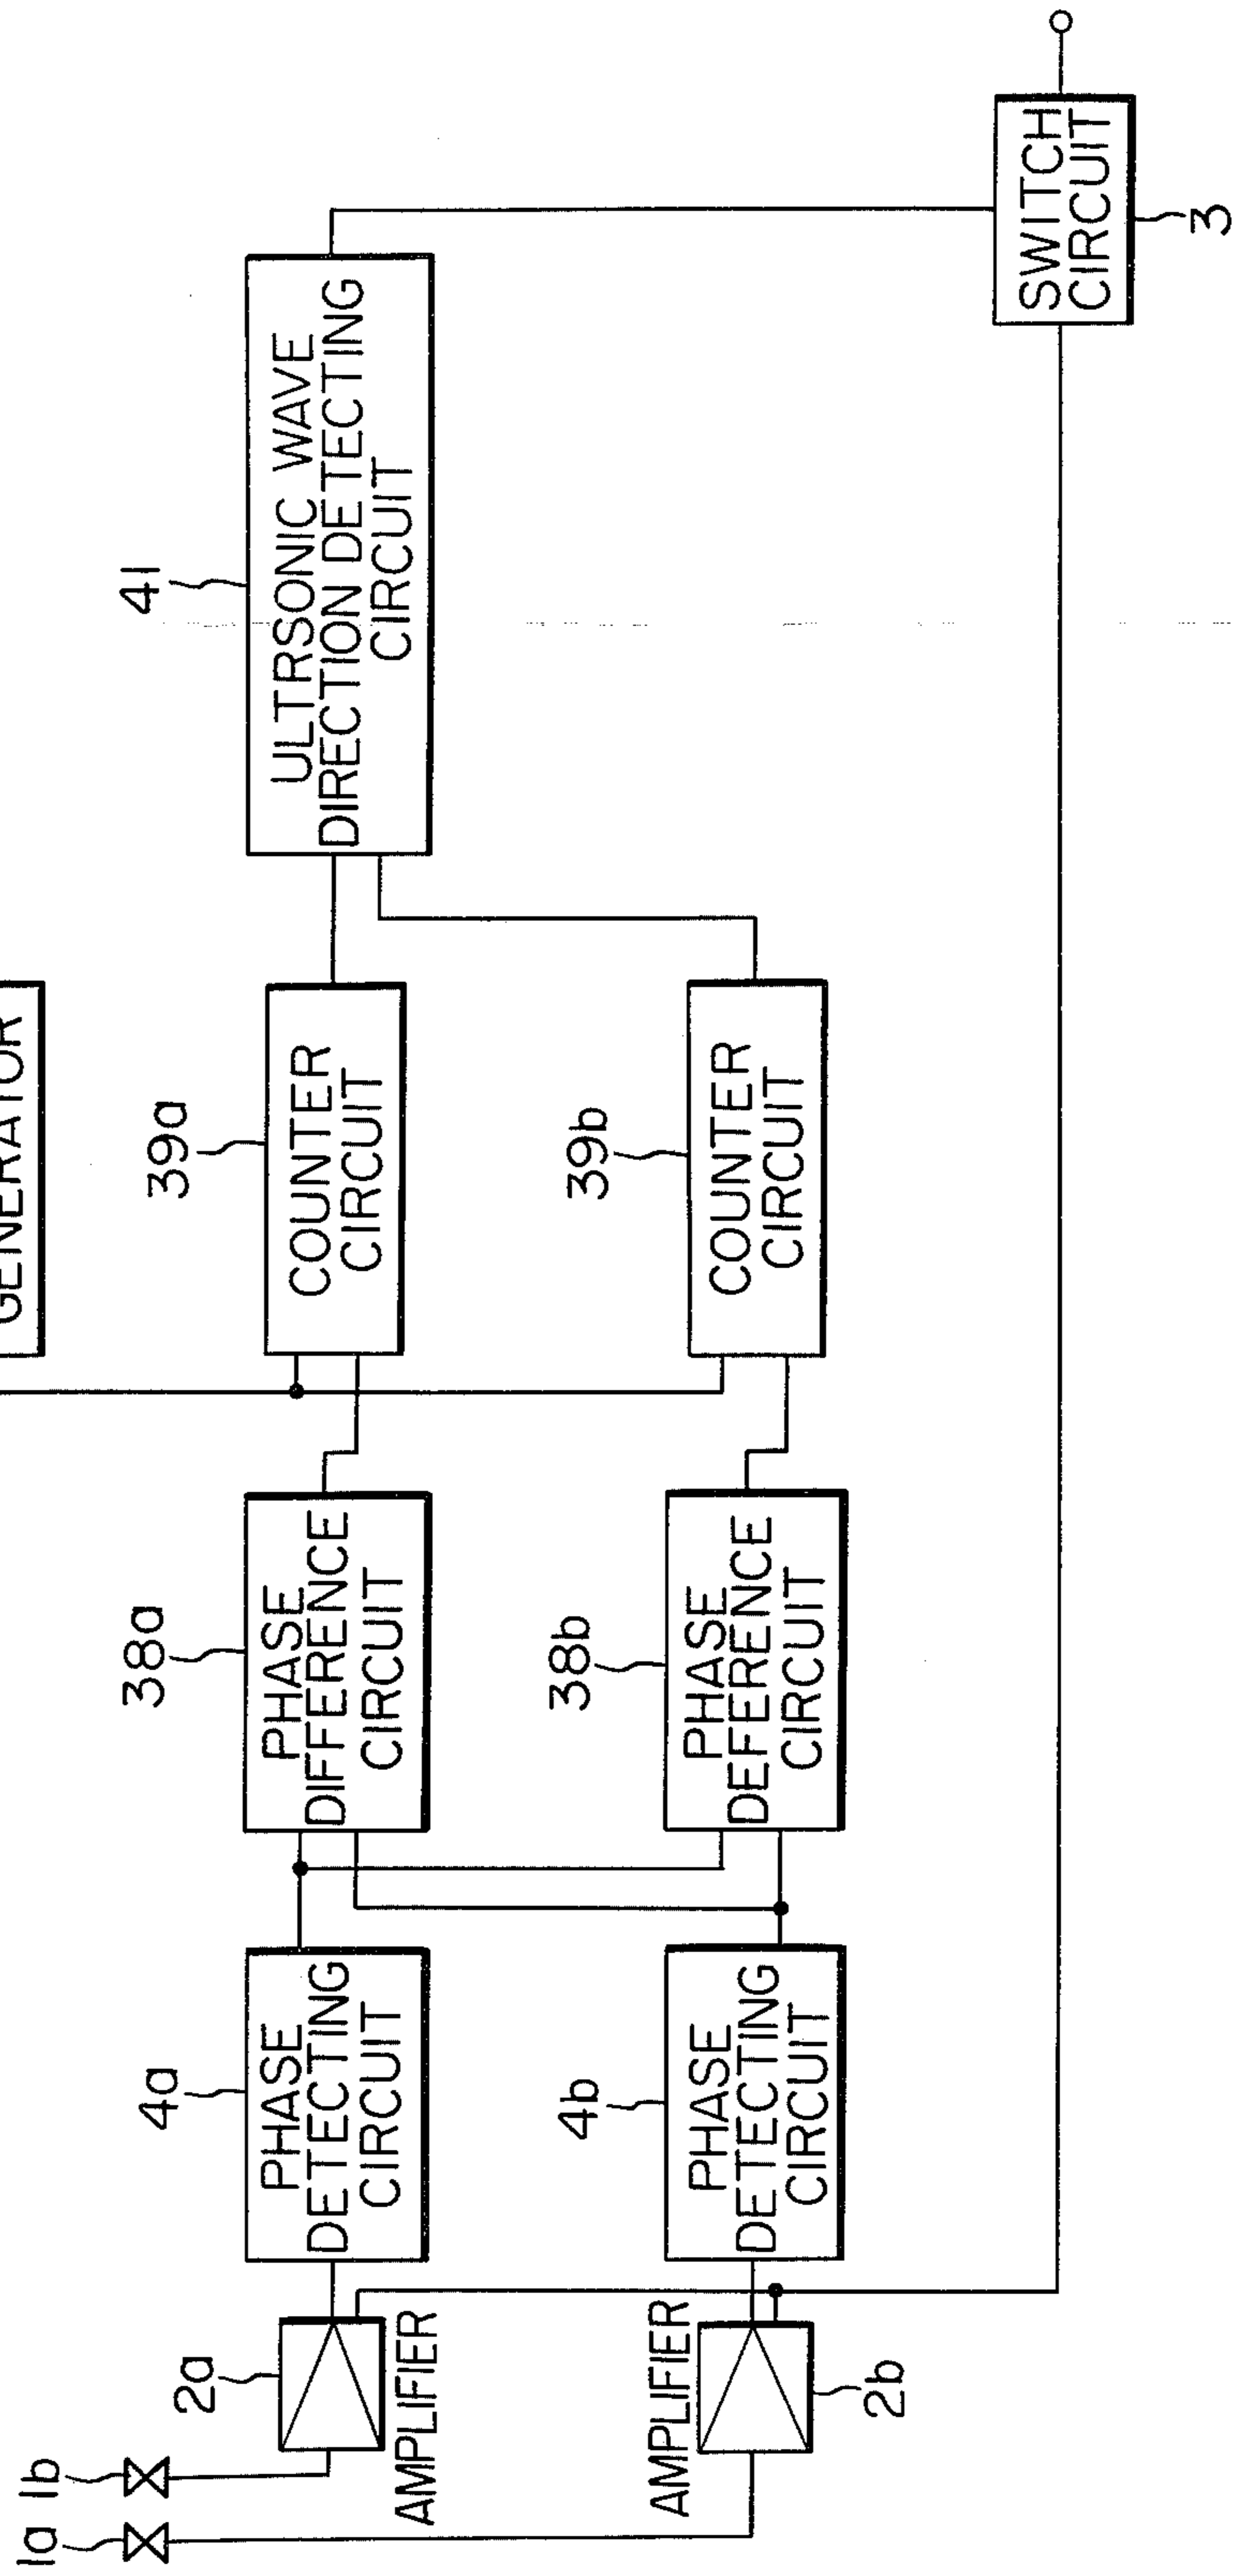 GENERATOR
1a 1b
2a
4a
38a
39a
41
AMPLIFIER
PHASE
DETECTING
CIRCUIT
PHASE
DIFFERENCE
CIRCUIT
COUNTER
CIRCUIT
ULTRSONIC WAVE
DIRECTION DETECTING
CIRCUIT
AMPLIFIER
2b
4b
38b
39b
PHASE
DETECTING
CIRCUIT
PHASE
DEFERENCE
CIRCUIT
COUNTER
CIRCUIT
SWITCH
CIRCUIT
3